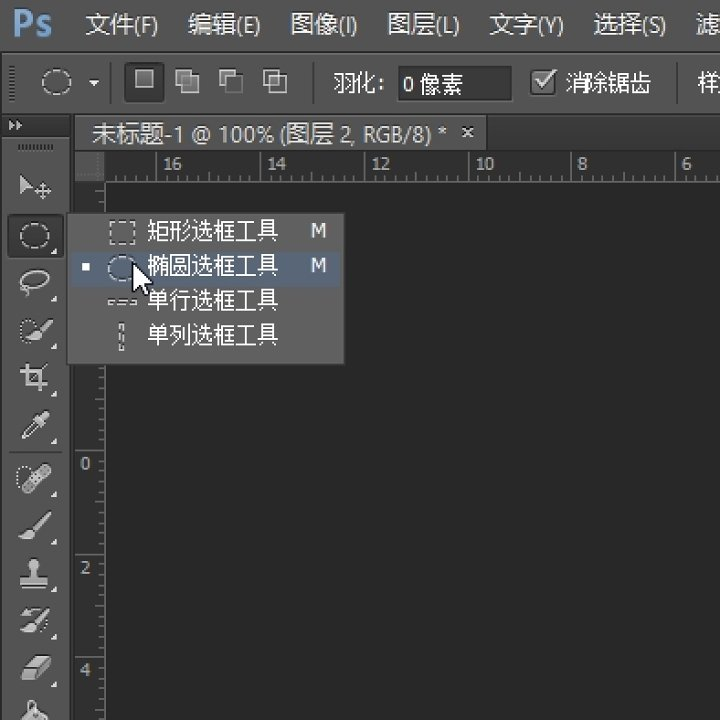 Ps 文件(F) 编辑(E) 图像(I) 图层(L) 文字(Y) 选择(S) 滤
羽化: 0 像素 消除锯齿 样
未标题-1 @ 100% (图层 2, RGB/8) * ×
16 14 12 10 8 6
矩形选框工具 M
椭圆选框工具 M
单行选框工具
单列选框工具
0
2
4